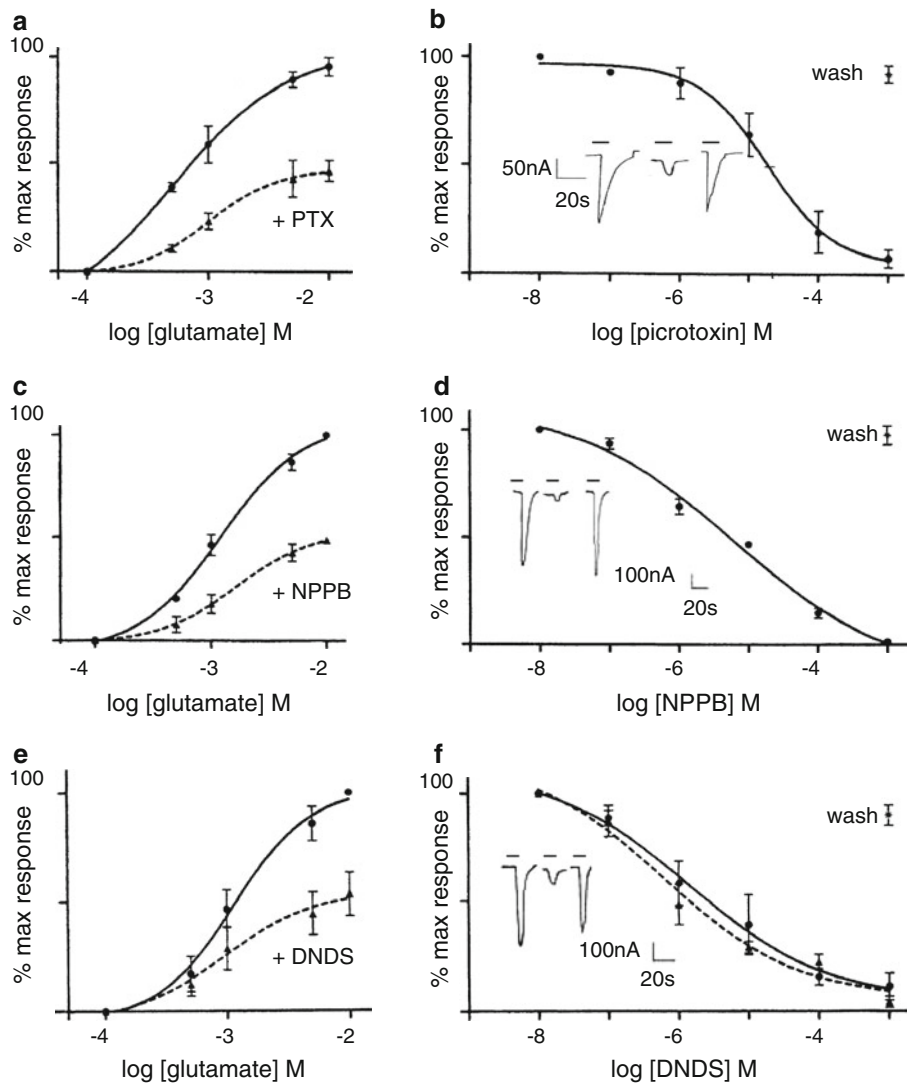 a
100
% max response
+ PTX
-4
-3
-2
log [glutamate] M
b
% max response
wash
50nA
20s
-8
-6
-4
log [picrotoxin] M
c
100
% max response
+ NPPB
-4
-3
-2
log [glutamate] M
d
100
% max response
wash
100nA
20s
-8
-6
-4
log [NPPB] M
e
100
% max response
+ DNDS
-4
-3
-2
log [glutamate] M
f
100
% max response
wash
100nA
20s
-8
-6
-4
log [DNDS] M